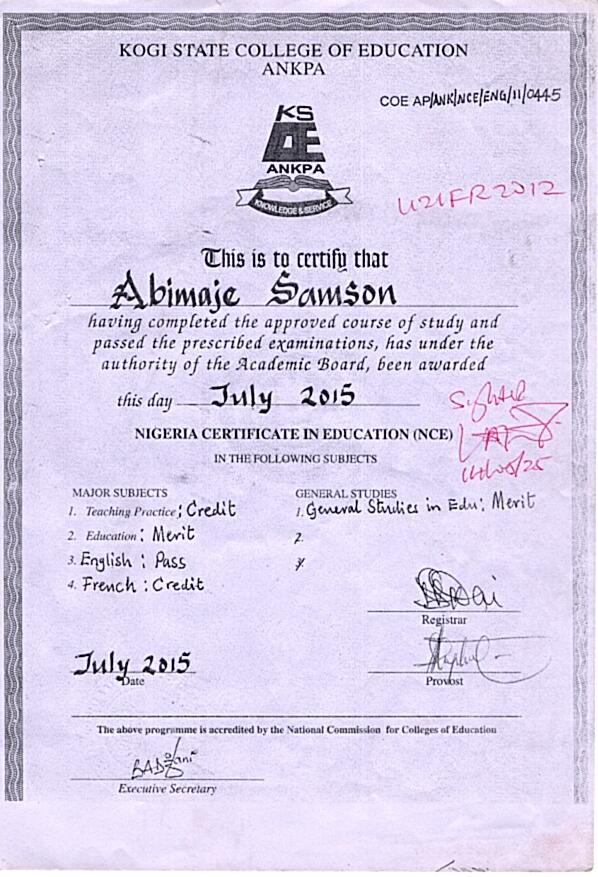 KOGI STATE COLLEGE OF EDUCATION
ANKPA
COE AP/ANK/NCE/ENG/11/0445
KS
COE
ANKPA
KNOWLEDGE & SERVICE
U21FR2012
This is to certify that
Abimaje Samson
having completed the approved course of study and
passed the prescribed examinations, has under the
authority of the Academic Board, been awarded
this day July 2015
Sighted
NIGERIA CERTIFICATE IN EDUCATION (NCE)
IN THE FOLLOWING SUBJECTS
MAJOR SUBJECTS
1. Teaching Practice; Credit
2. Education: Merit
3. English: Pass
4. French: Credit
GENERAL STUDIES
1. General Studies in Edu: Merit
2.
Registrar
July 2015
Date
Provost
The above programme is accredited by the National Commission for Colleges of Education
Executive Secretary